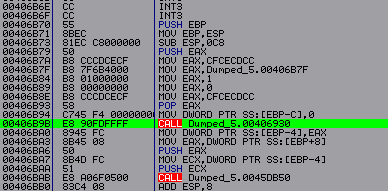 00406B6E CC INT3
00406B6F CC INT3
00406B70 55 PUSH EBP
00406B71 8BEC MOV EBP,ESP
00406B73 81EC C8000000 SUB ESP,0C8
00406B79 50 PUSH EAX
00406B7A B8 CCCDCECF MOV EAX,CFCECDCC
00406B7F B8 7F6B4000 MOV EAX,Dumped_5.00406B7F
00406B84 B8 01000000 MOV EAX,1
00406B89 B8 00000000 MOV EAX,0
00406B8E B8 CCCDCECF MOV EAX,CFCECDCC
00406B93 58 POP EAX
00406B94 C745 F4 00000000 MOV DWORD PTR SS:[EBP-C],0
00406B9B E8 90FDFFFF CALL Dumped_5.00406930
00406BA0 8945 FC MOV DWORD PTR SS:[EBP-4],EAX
00406BA3 8B45 08 MOV EAX,DWORD PTR SS:[EBP+8]
00406BA6 50 PUSH EAX
00406BA7 8B4D FC MOV ECX,DWORD PTR SS:[EBP-4]
00406BAA 51 PUSH ECX
00406BAB E8 A06F0500 CALL Dumped_5.0045DB50
00406BB0 83C4 08 ADD ESP,8